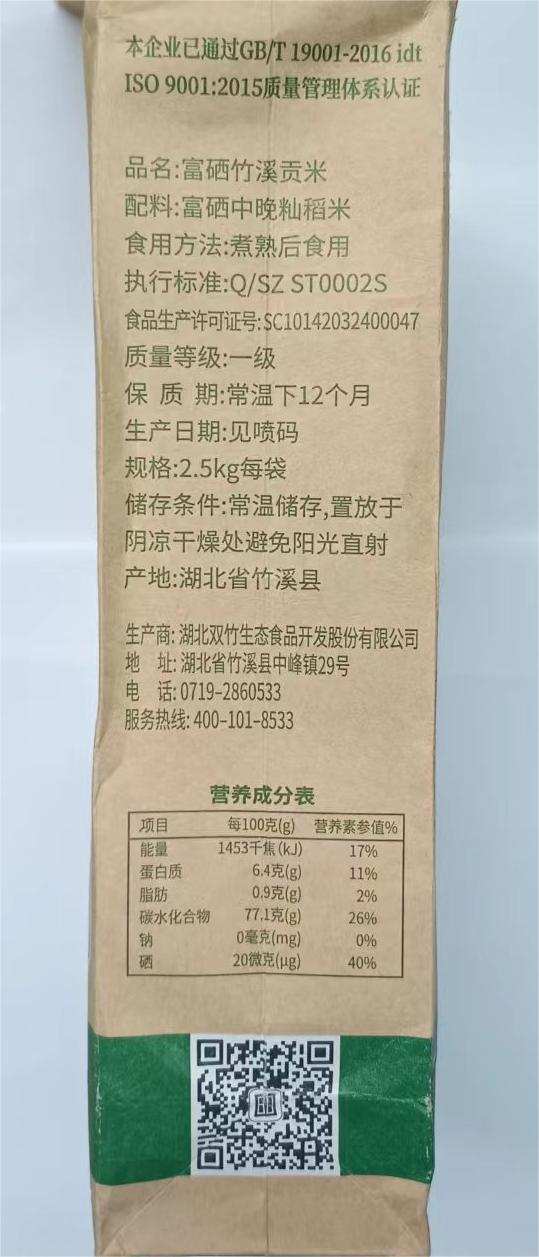 本企业已通过GB/T 19001-2016 idt
ISO 9001:2015质量管理体系认证
品名:富硒竹溪贡米
配料:富硒中晚籼稻米
食用方法:煮熟后食用
执行标准:Q/SZ ST0002S
食品生产许可证号:SC10142032400047
质量等级:一级
保 质 期:常温下12个月
生产日期:见喷码
规格:2.5kg每袋
储存条件:常温储存,置放于
阴凉干燥处避免阳光直射
产地:湖北省竹溪县
生产商: 湖北双竹生态食品开发股份有限公司
地 址: 湖北省竹溪县中峰镇29号
电 话: 0719-2860533
服务热线: 400-101-8533
营养成分表
项目 每100克(g) 营养素参值%
能量 1453千焦(kJ) 17%
蛋白质 6.4克(g) 11%
脂肪 0.9克(g) 2%
碳水化合物 77.1克(g) 26%
钠 0毫克(mg) 0%
硒 20微克(μg) 40%